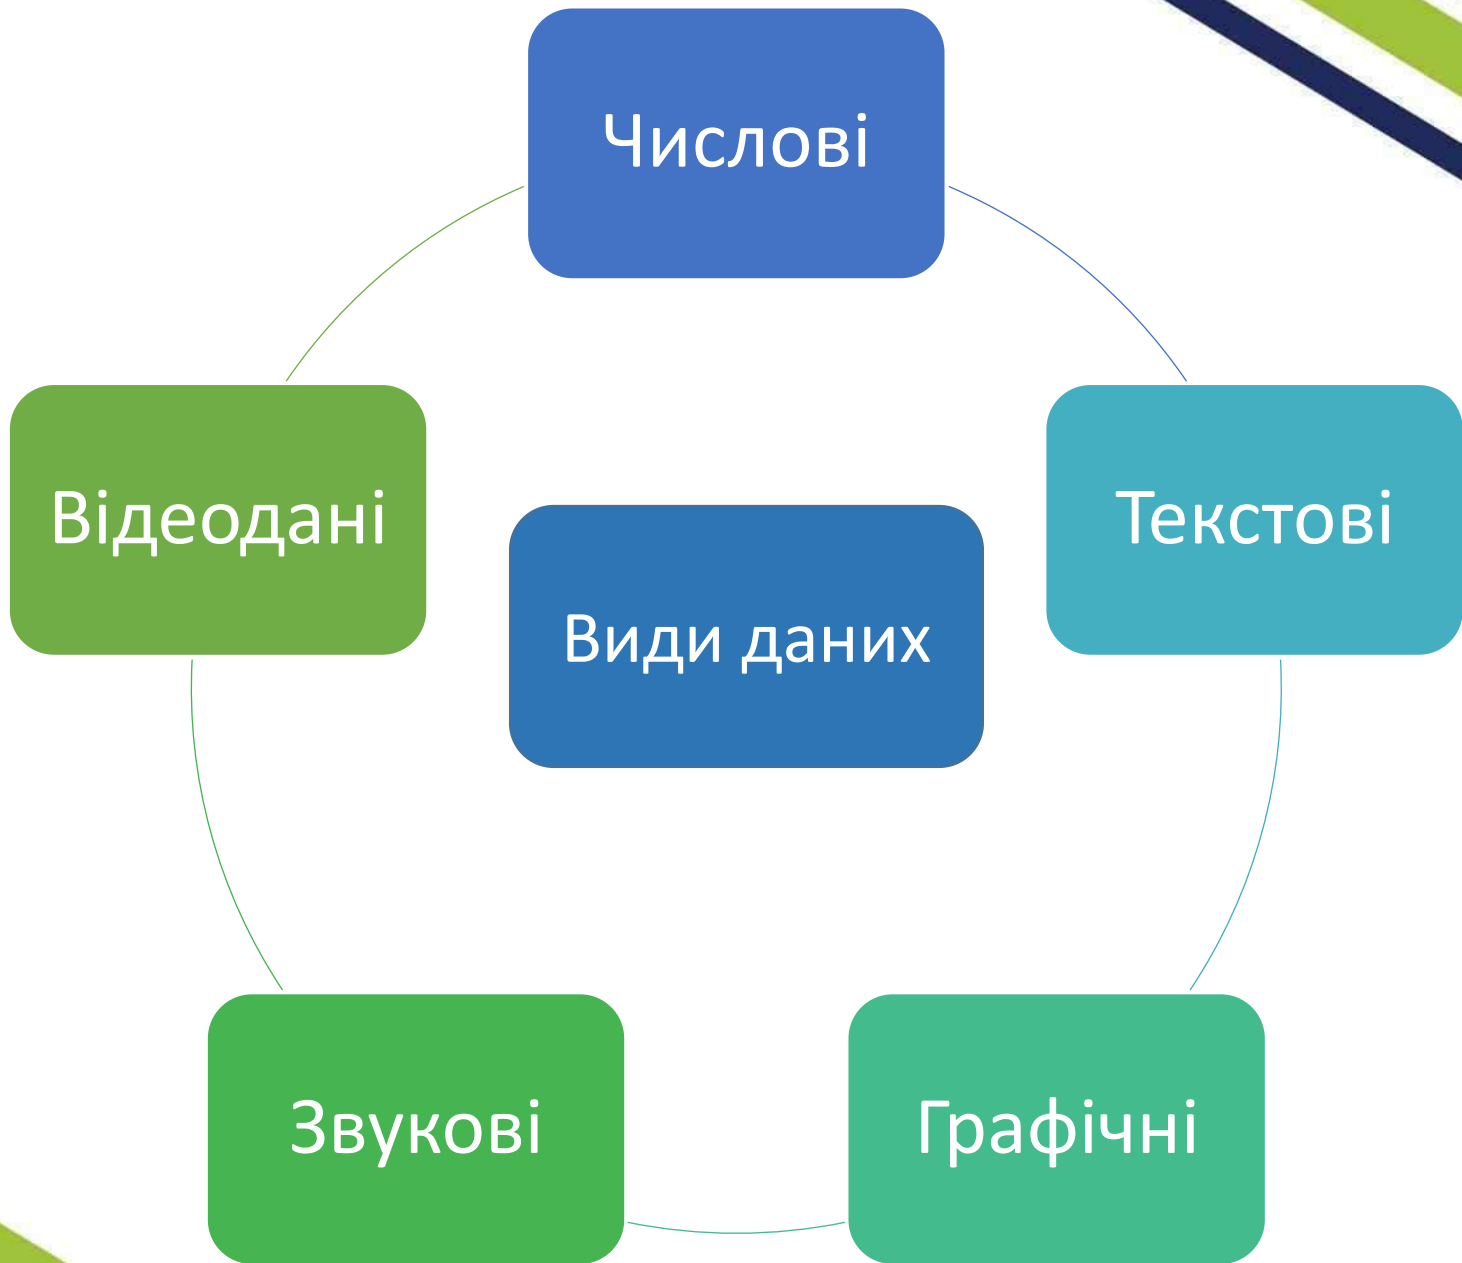 Числові
Відеодані
Текстові
Види даних
Звукові
Графічні